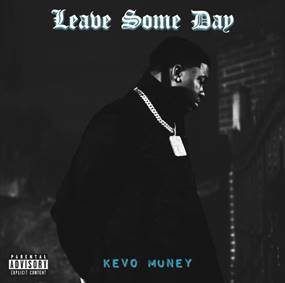 Leave Some Day
PARENTAL
ADVISORY
EXPLICIT CONTENT
KEVO MUNEY